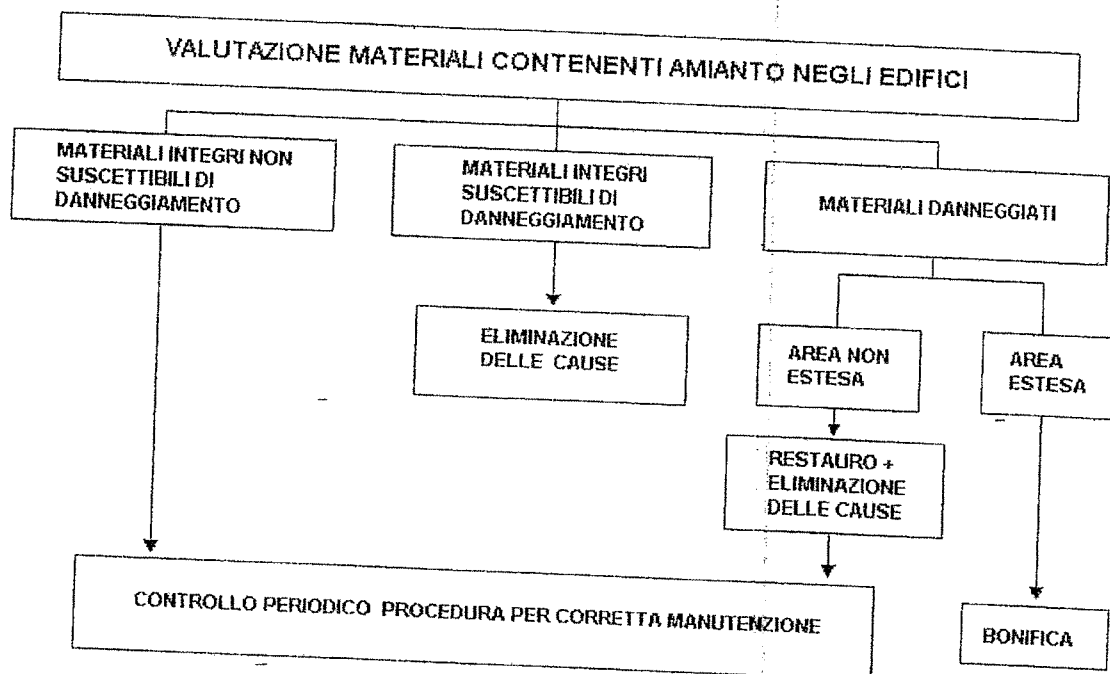 VALUTAZIONE MATERIALI CONTENENTI AMIANTO NEGLI EDIFICI
MATERIALI INTEGRI NON
SUSCETTIBILI DI
DANNEGGIAMENTO
MATERIALI INTEGRI
SUSCETTIBILI DI
DANNEGGIAMENTO
MATERIALI DANNEGGIATI
ELIMINAZIONE
DELLE CAUSE
AREA NON
ESTESA
AREA
ESTESA
RESTAURO +
ELIMINAZIONE
DELLE CAUSE
CONTROLLO PERIODICO PROCEDURA PER CORRETTA MANUTENZIONE
BONIFICA